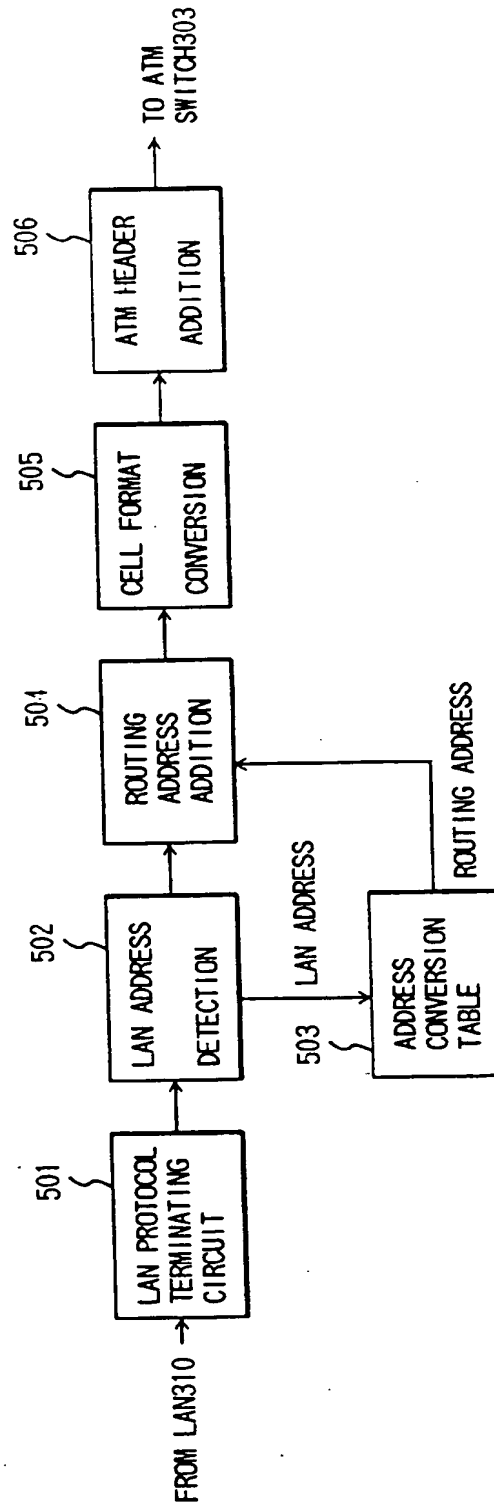 FROM LAN310
501
LAN PROTOCOL
TERMINATING
CIRCUIT
502
LAN ADDRESS
DETECTION
LAN ADDRESS
503
ADDRESS
CONVERSION
TABLE
ROUTING ADDRESS
504
ROUTING
ADDRESS
ADDITION
505
CELL FORMAT
CONVERSION
506
ATM HEADER
ADDITION
TO ATM
SWITCH303